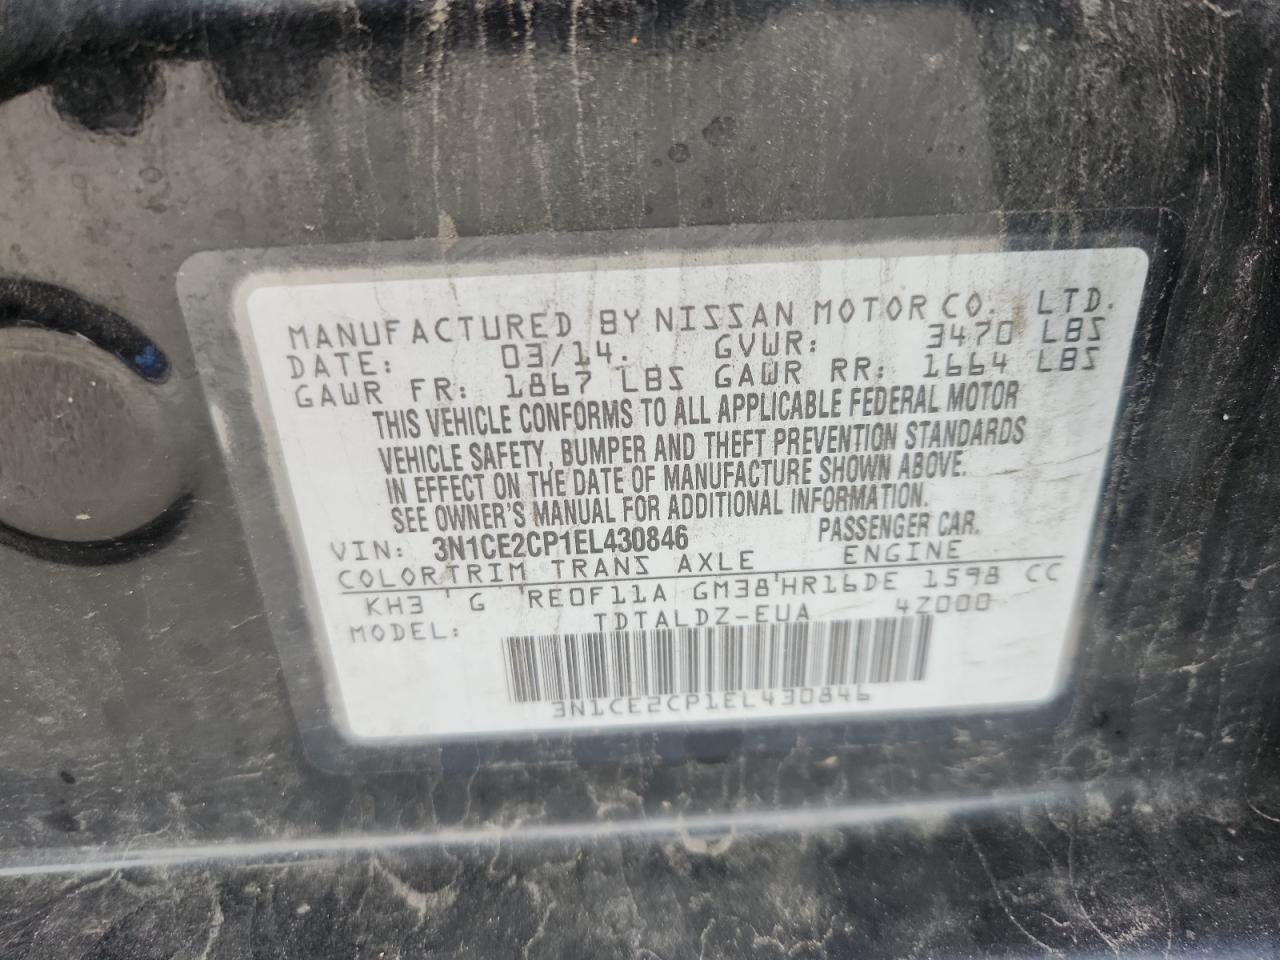 MANUFACTURED BY NISSAN MOTOR CO. LTD.
DATE: 03/14. GVWR: 3470 LBS
GAWR FR: 1867 LBS GAWR RR: 1664 LBS
THIS VEHICLE CONFORMS TO ALL APPLICABLE FEDERAL MOTOR
VEHICLE SAFETY, BUMPER AND THEFT PREVENTION STANDARDS
IN EFFECT ON THE DATE OF MANUFACTURE SHOWN ABOVE.
SEE OWNER'S MANUAL FOR ADDITIONAL INFORMATION.
VIN: 3N1CE2CP1EL430846 PASSENGER CAR.
COLOR TRIM TRANS AXLE ENGINE
KH3 G RE0F11A GM38 HR16DE 1598 CC
MODEL: TDTALDZ-EUA 4Z000
3N1CE2CP1EL430846